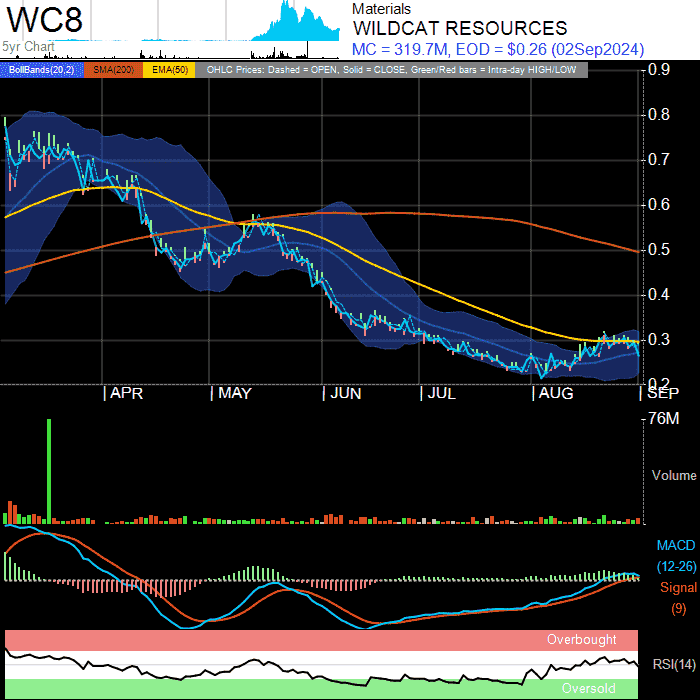 WC8
5yr Chart
Materials
WILDCAT RESOURCES
MC = 319.7M, EOD = $0.26 (02Sep2024)
BollBands(20,2) SMA(200) EMA(50) OHLC Prices: Dashed = OPEN, Solid = CLOSE, Green/Red bars = Intra-day HIGH/LOW
0.9
0.8
0.7
0.6
0.5
0.4
0.3
0.2
APR MAY JUN JUL AUG SEP
76M
Volume
MACD
(12-26)
Signal
(9)
Overbought
RSI(14)
Oversold